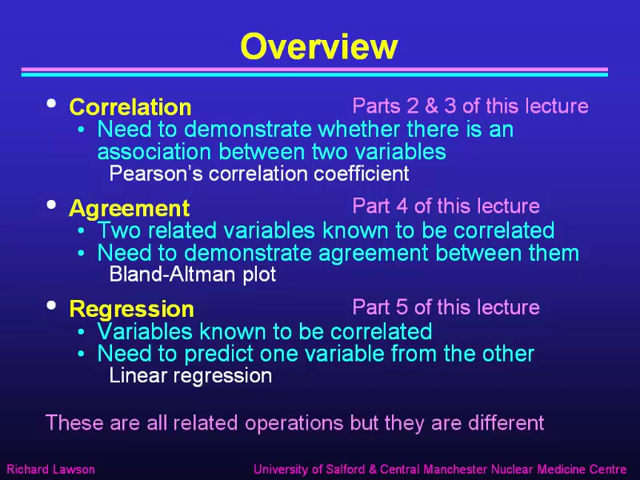 Overview
• Correlation Parts 2 & 3 of this lecture
• Need to demonstrate whether there is an
association between two variables
Pearson's correlation coefficient
• Agreement Part 4 of this lecture
• Two related variables known to be correlated
• Need to demonstrate agreement between them
Bland-Altman plot
• Regression Part 5 of this lecture
• Variables known to be correlated
• Need to predict one variable from the other
Linear regression
These are all related operations but they are different
Richard Lawson University of Salford & Central Manchester Nuclear Medicine Centre